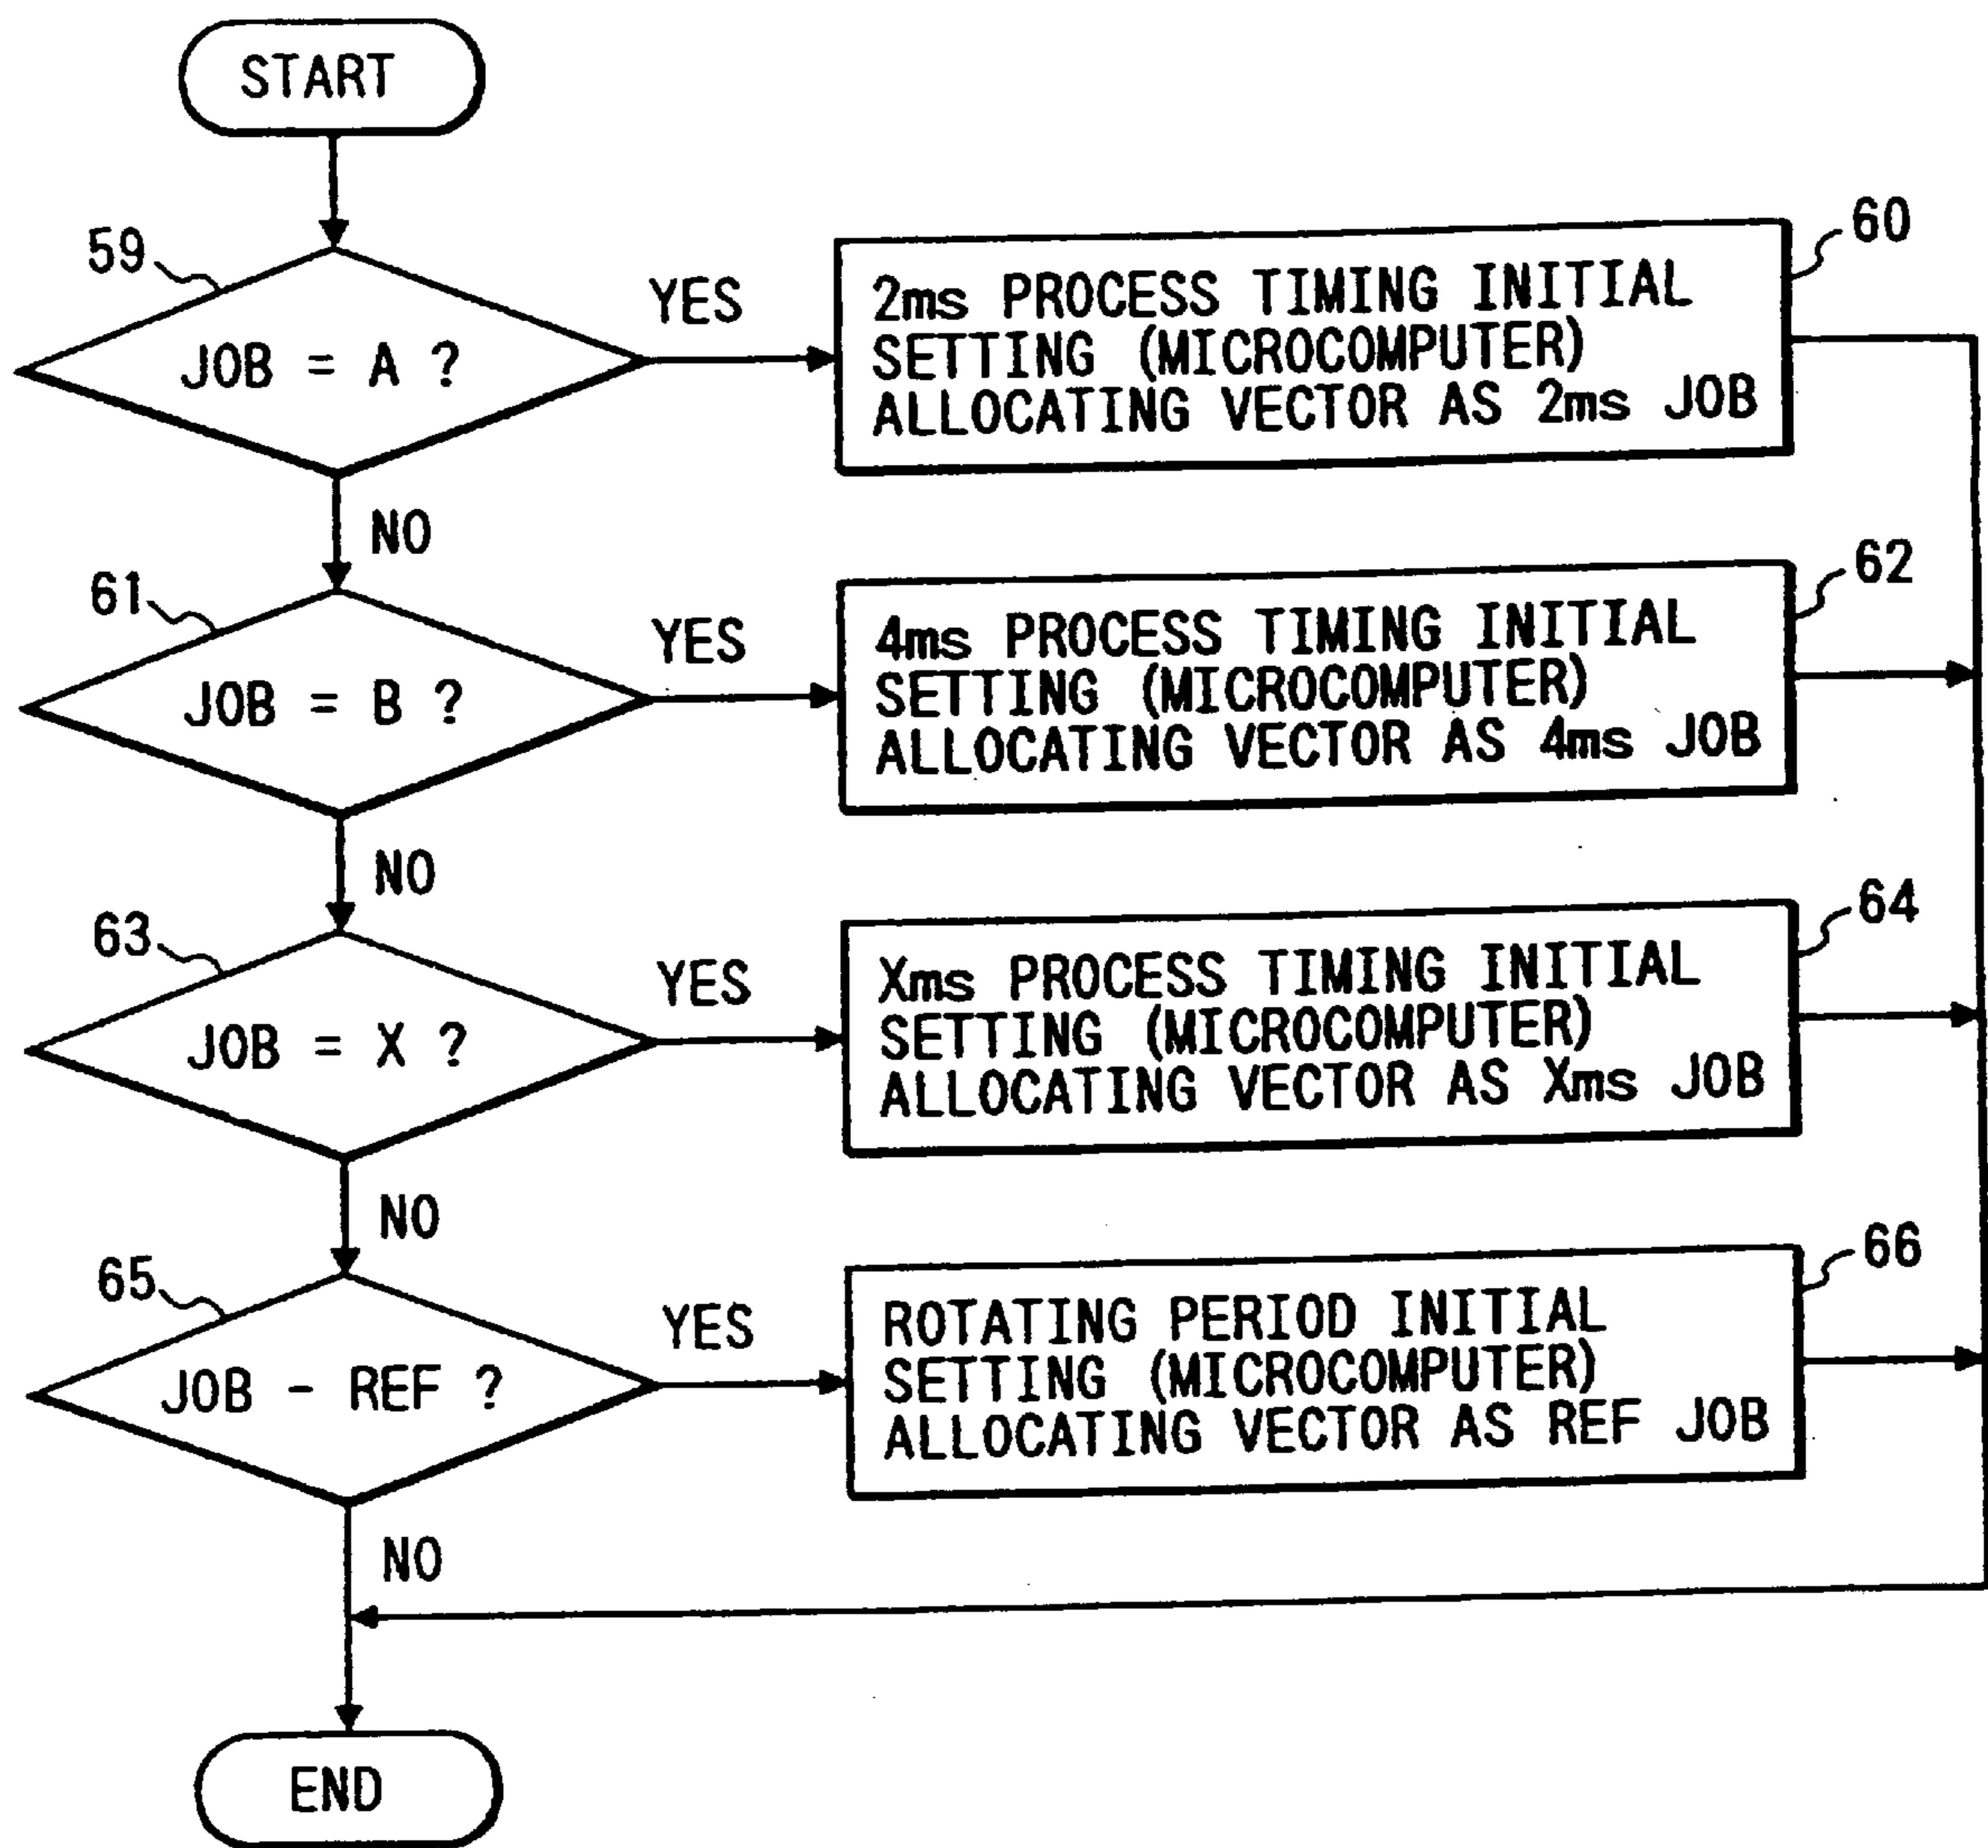 START
59
JOB = A ?
YES
60
2ms PROCESS TIMING INITIAL
SETTING (MICROCOMPUTER)
ALLOCATING VECTOR AS 2ms JOB
NO
61
JOB = B ?
YES
62
4ms PROCESS TIMING INITIAL
SETTING (MICROCOMPUTER)
ALLOCATING VECTOR AS 4ms JOB
NO
63
JOB = X ?
YES
64
Xms PROCESS TIMING INITIAL
SETTING (MICROCOMPUTER)
ALLOCATING VECTOR AS Xms JOB
NO
65
JOB - REF ?
YES
66
ROTATING PERIOD INITIAL
SETTING (MICROCOMPUTER)
ALLOCATING VECTOR AS REF JOB
NO
END